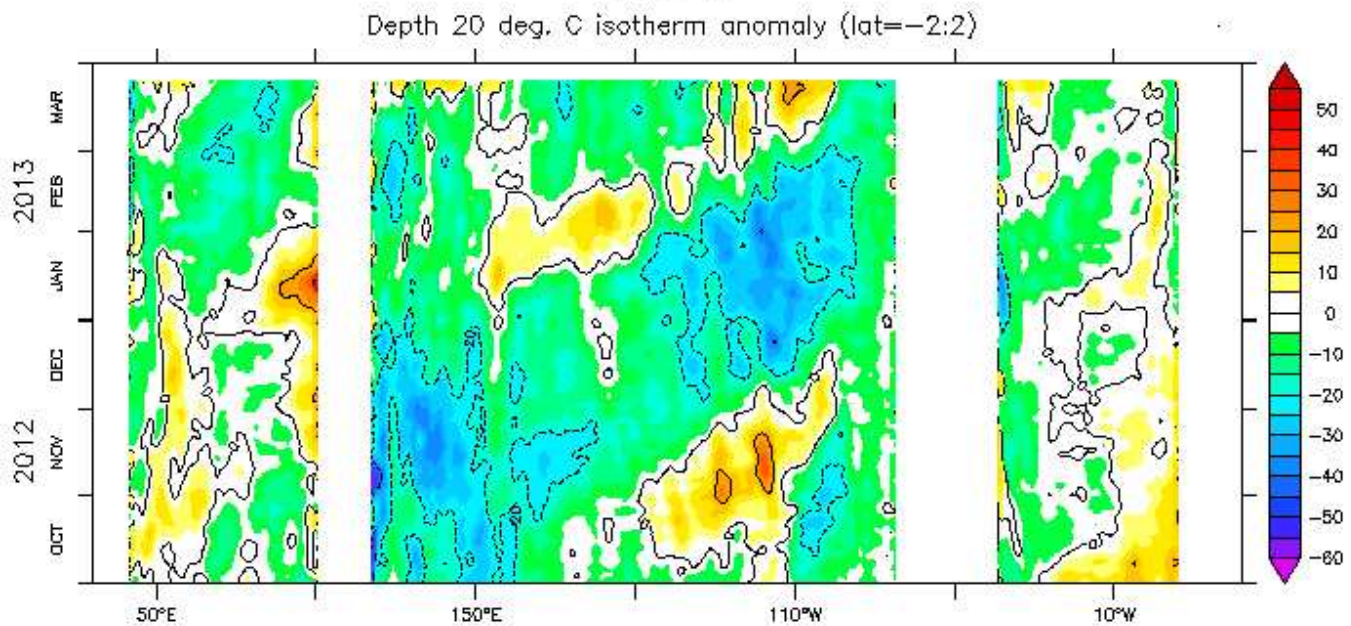 Depth 20 deg. C isotherm anomaly (lat=−2:2)
2013
MAR
FEB
JAN
2012
DEC
NOV
OCT
50°E
150°E
110°W
10°W
50
40
30
20
10
0
−10
−20
−30
−40
−50
−60